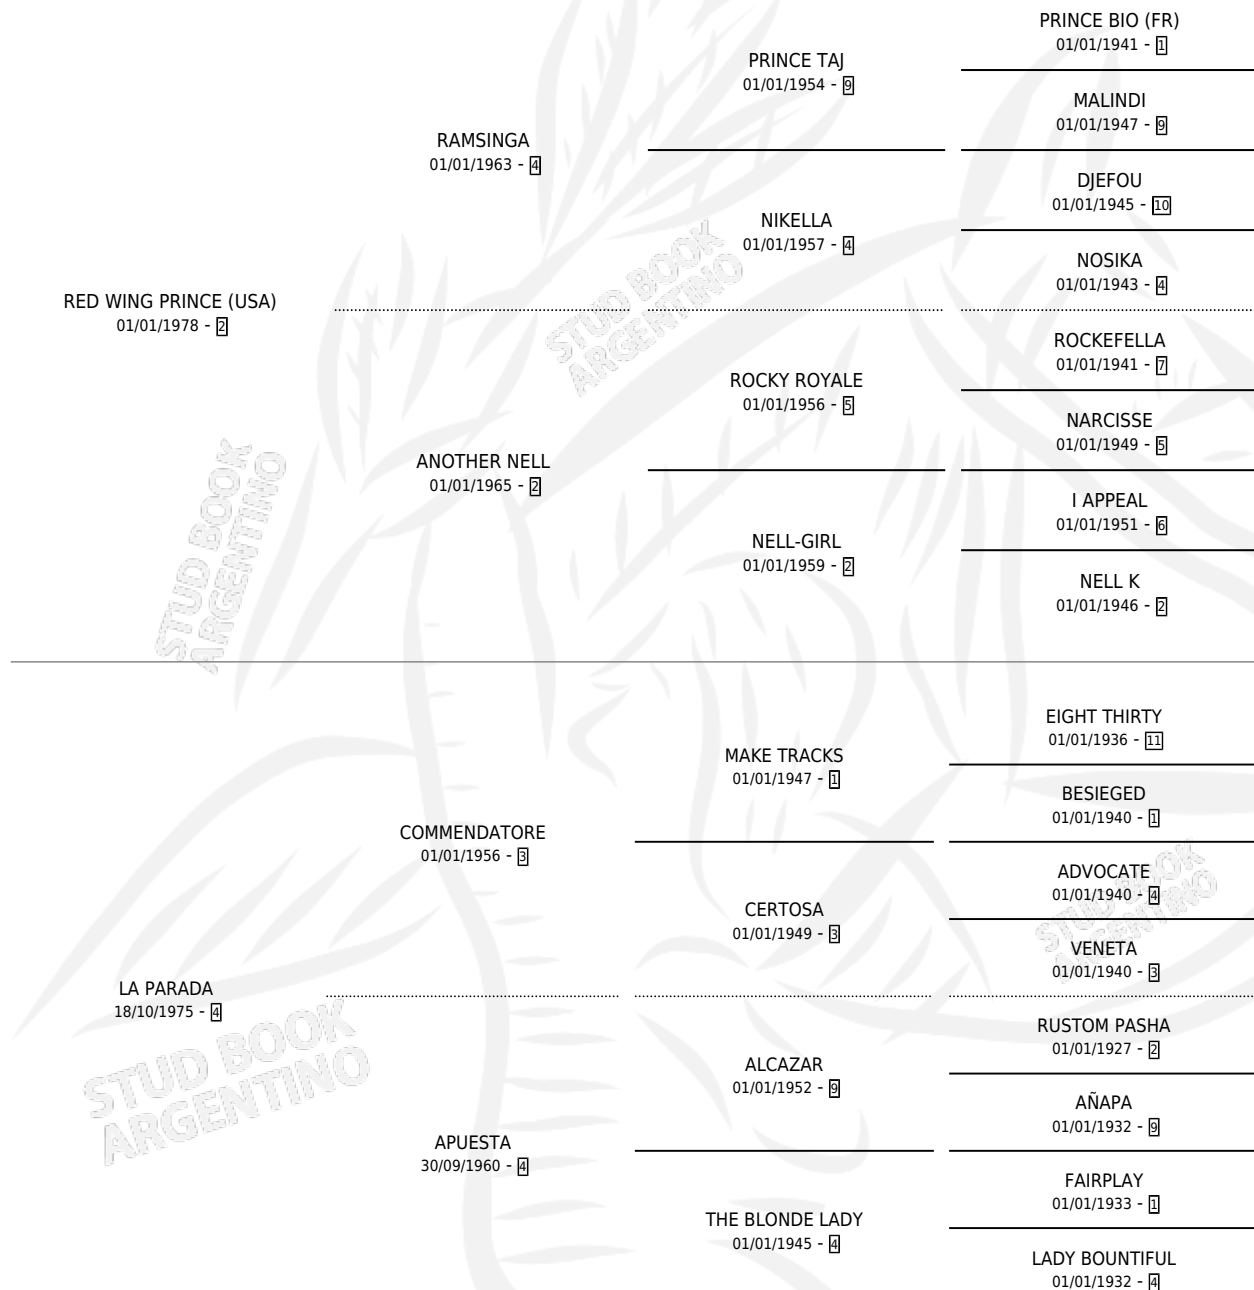 PRINCE BIO (FR)
01/01/1941 - 1
PRINCE TAJ
01/01/1954 - 9
MALINDI
01/01/1947 - 9
RAMSINGA
01/01/1963 - 4
DJEFOU
01/01/1945 - 10
NIKELLA
01/01/1957 - 4
NOSIKA
01/01/1943 - 4
RED WING PRINCE (USA)
01/01/1978 - 2
ROCKEFELLA
01/01/1941 - 7
ROCKY ROYALE
01/01/1956 - 5
NARCISSE
01/01/1949 - 5
ANOTHER NELL
01/01/1965 - 2
I APPEAL
01/01/1951 - 6
NELL-GIRL
01/01/1959 - 2
NELL K
01/01/1946 - 2
EIGHT THIRTY
01/01/1936 - 11
MAKE TRACKS
01/01/1947 - 1
BESIEGED
01/01/1940 - 1
COMMENDATORE
01/01/1956 - 3
ADVOCATE
01/01/1940 - 4
CERTOSA
01/01/1949 - 3
VENETA
01/01/1940 - 3
LA PARADA
18/10/1975 - 4
RUSTOM PASHA
01/01/1927 - 2
ALCAZAR
01/01/1952 - 9
AÑAPA
01/01/1932 - 9
APUESTA
30/09/1960 - 4
FAIRPLAY
01/01/1933 - 1
THE BLONDE LADY
01/01/1945 - 4
LADY BOUNTIFUL
01/01/1932 - 4
STUD BOOK
ARGENTINO
STUD BOOK
ARGENTINO
STUD BOOK
ARGENTINO
STUD BOOK
ARGENTINO